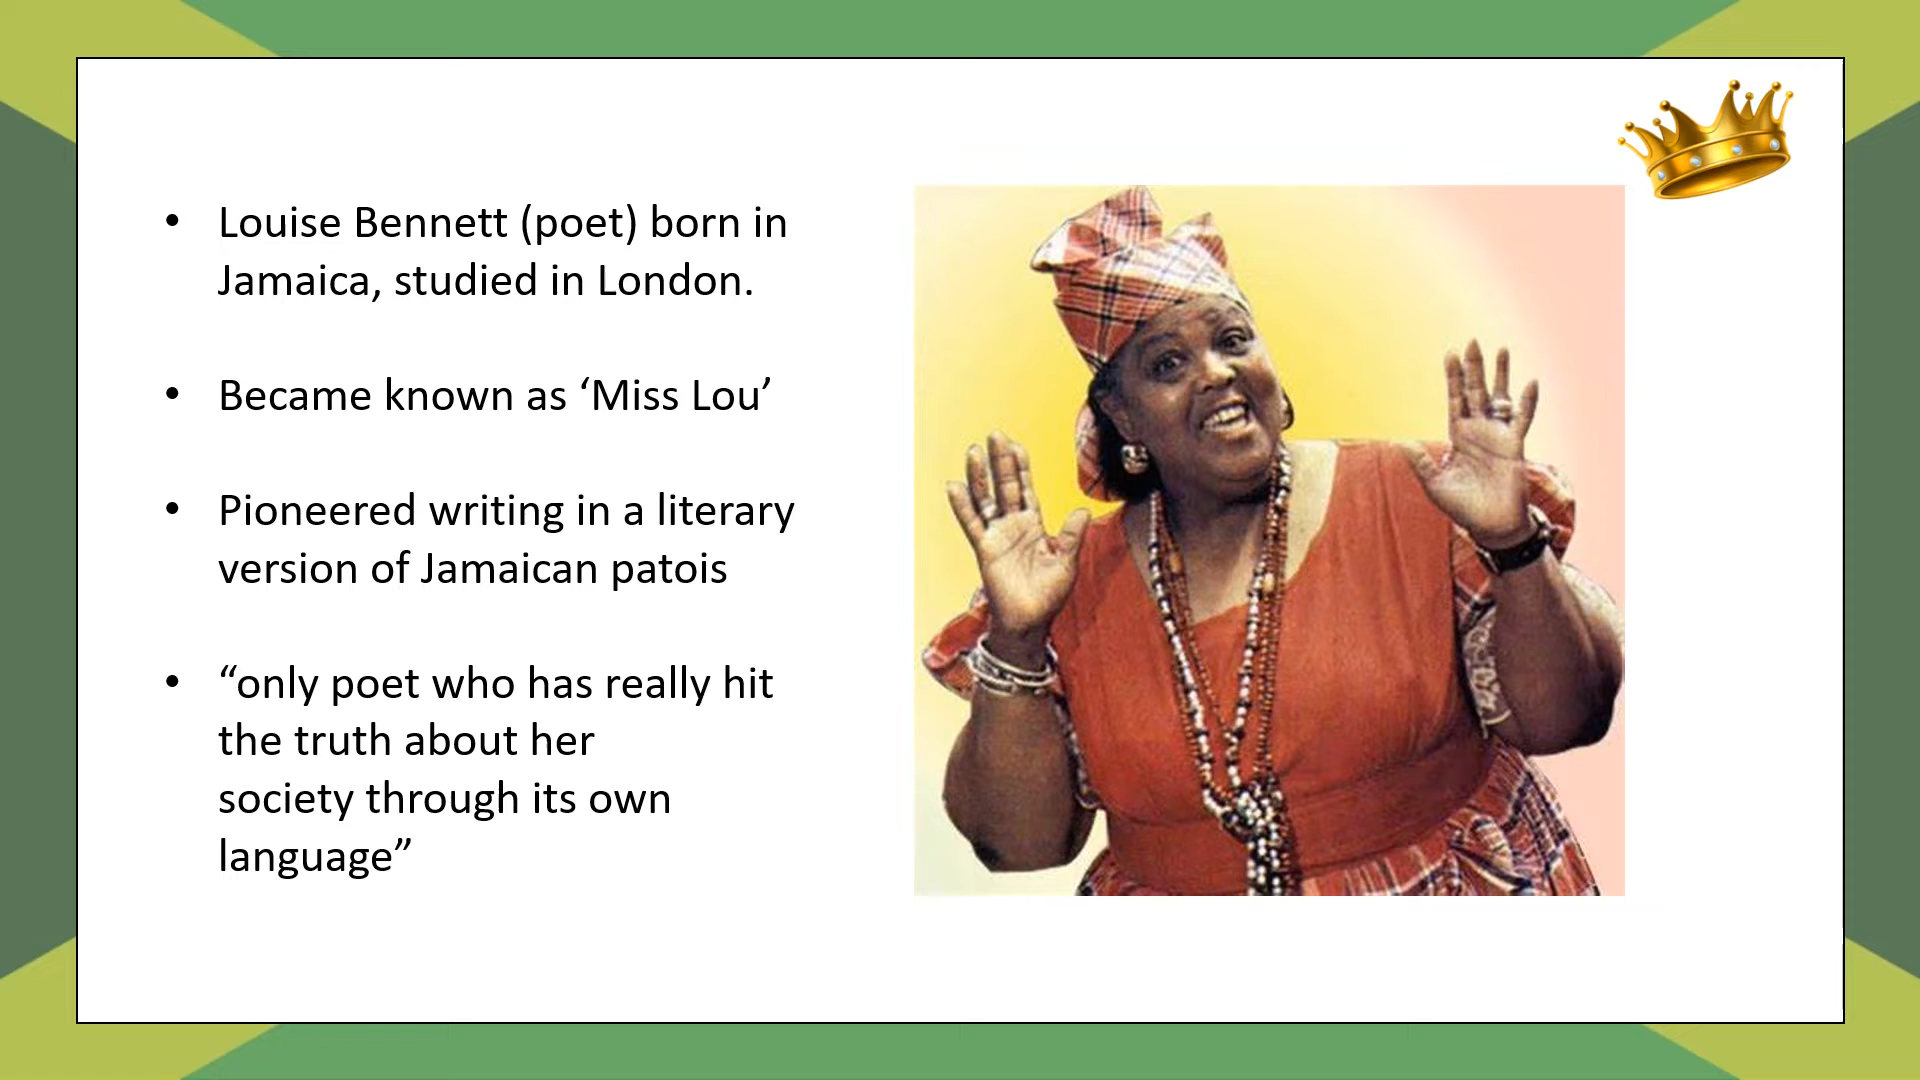 • Louise Bennett (poet) born in
Jamaica, studied in London.
• Became known as ‘Miss Lou’
• Pioneered writing in a literary
version of Jamaican patois
• “only poet who has really hit
the truth about her
society through its own
language”